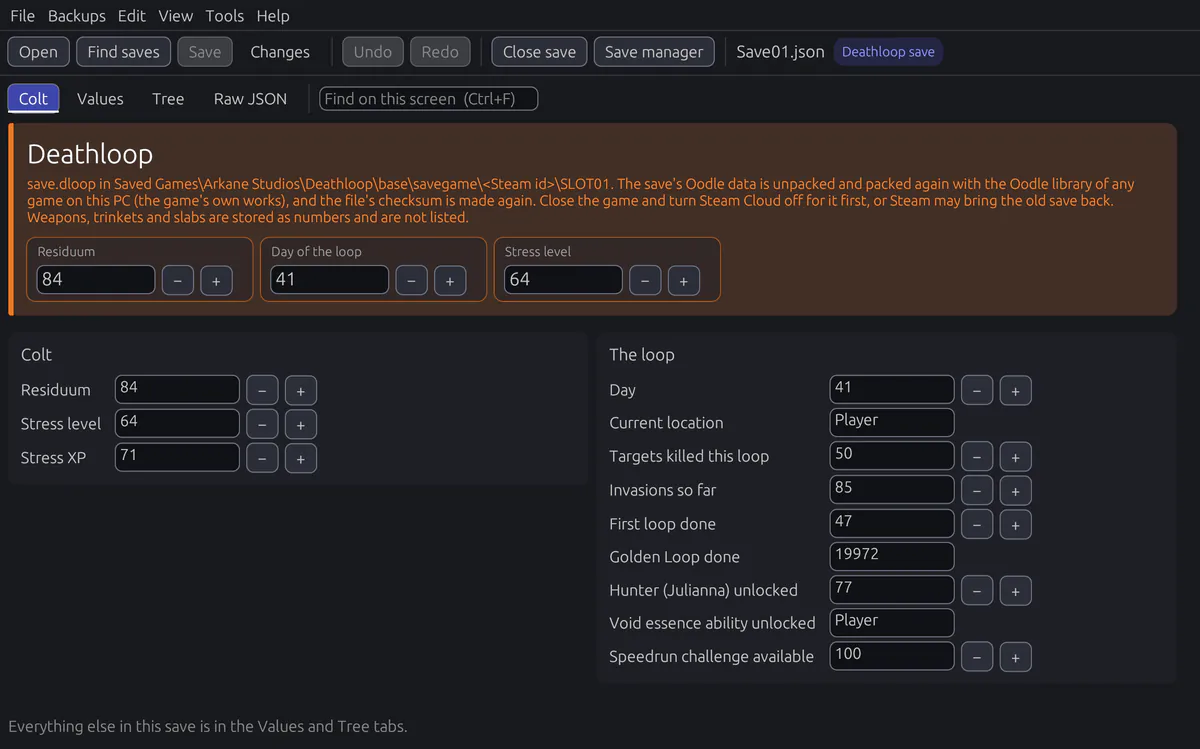 File Backups Edit View Tools Help
Open Find saves Save Changes Undo Redo Close save Save manager Save01.json Deathloop save
Colt Values Tree Raw JSON Find on this screen (Ctrl+F)
Deathloop
save.dloop in Saved Games\Arkane Studios\Deathloop\base\savegame\<Steam id>\SLOT01. The save's Oodle data is unpacked and packed again with the Oodle library of any
game on this PC (the game's own works), and the file's checksum is made again. Close the game and turn Steam Cloud off for it first, or Steam may bring the old save back.
Weapons, trinkets and slabs are stored as numbers and are not listed.
Residuum Day of the loop Stress level
84 − + 41 − + 64 − +
Colt
Residuum 84 − +
Stress level 64 − +
Stress XP 71 − +
The loop
Day 41 − +
Current location Player
Targets killed this loop 50 − +
Invasions so far 85 − +
First loop done 47 − +
Golden Loop done 19972
Hunter (Julianna) unlocked 77 − +
Void essence ability unlocked Player
Speedrun challenge available 100 − +
Everything else in this save is in the Values and Tree tabs.